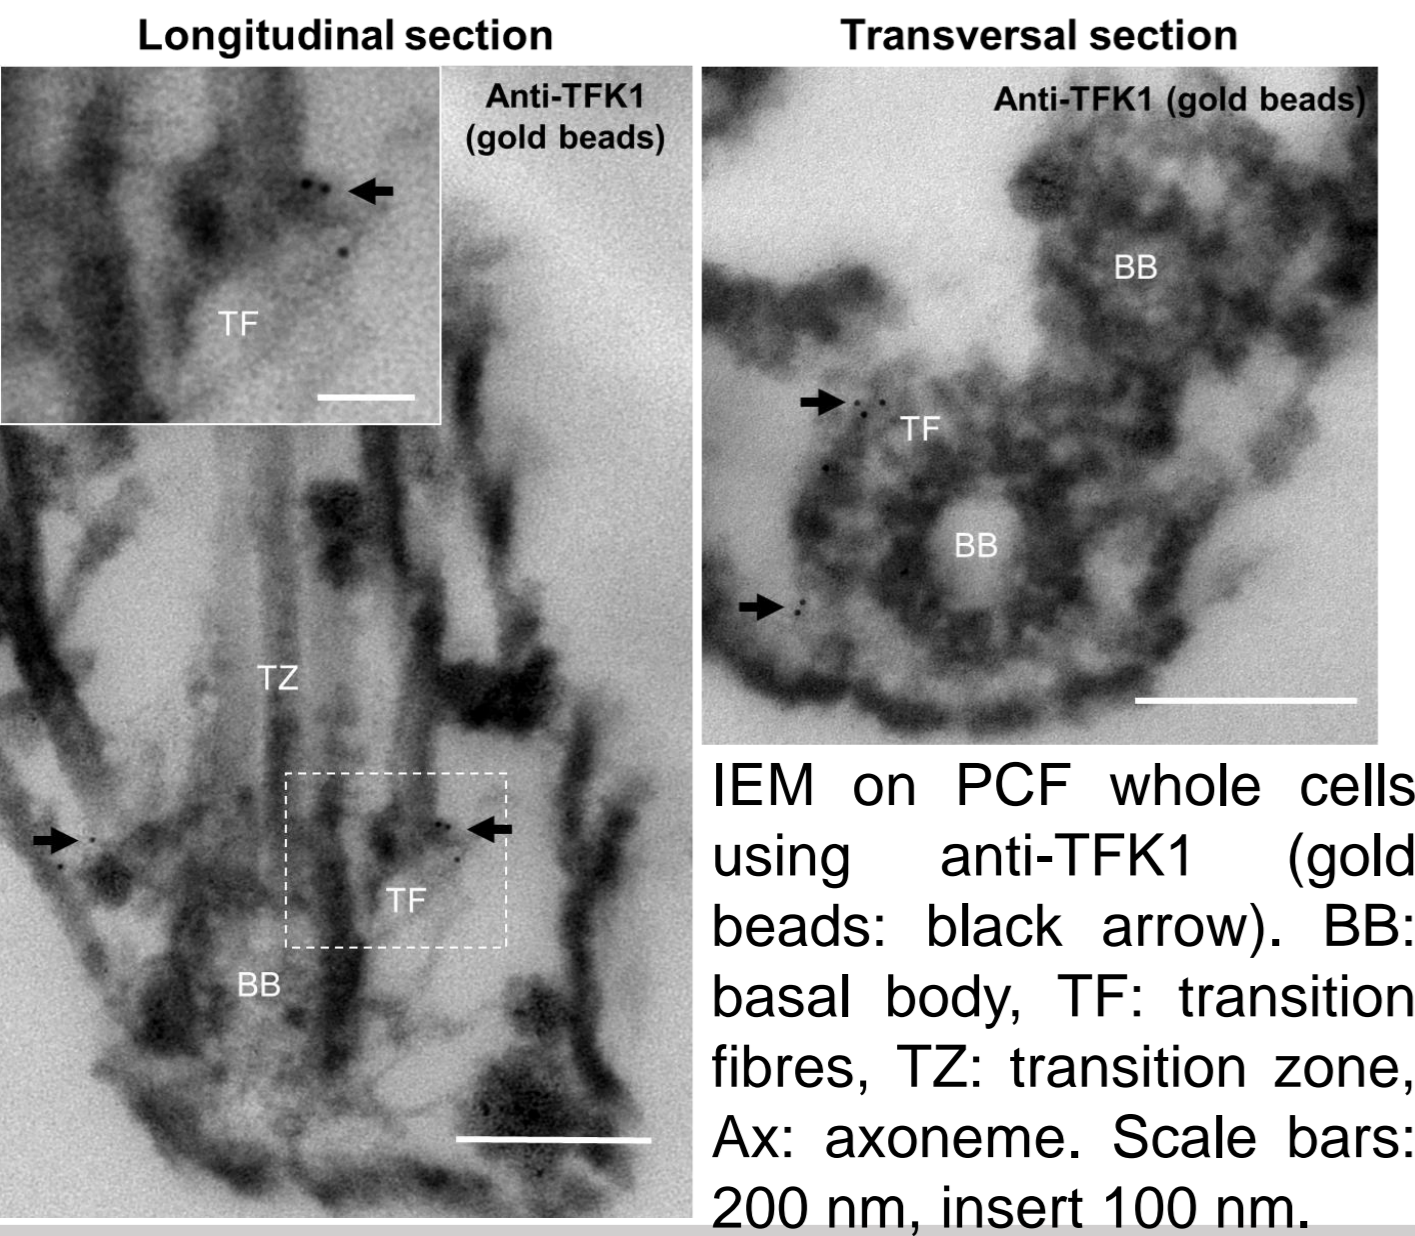 Longitudinal section
Anti-TFK1
(gold beads)
TF
TZ
TF
BB
Transversal section
Anti-TFK1 (gold beads)
BB
TF
BB
IEM on PCF whole cells
using anti-TFK1 (gold
beads: black arrow). BB:
basal body, TF: transition
fibres, TZ: transition zone,
Ax: axoneme. Scale bars:
200 nm, insert 100 nm.